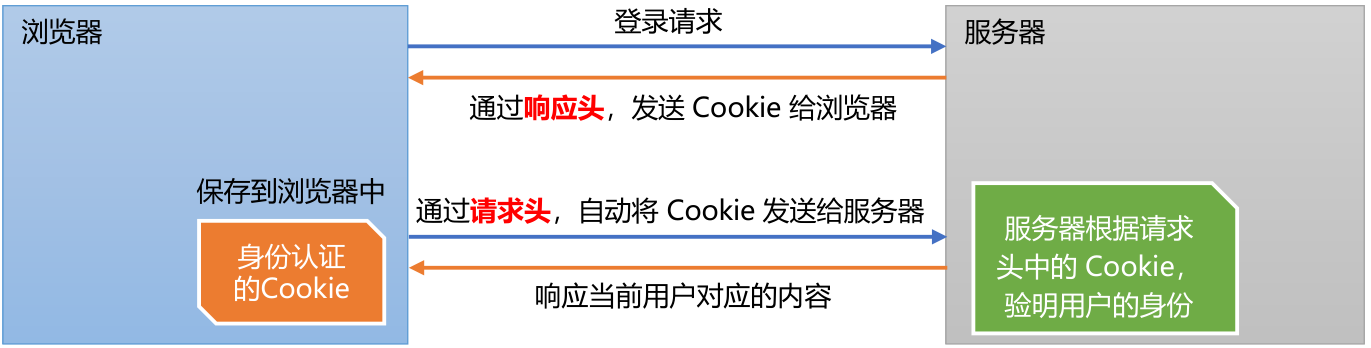 浏览器
登录请求
服务器
通过响应头，发送 Cookie 给浏览器
保存到浏览器中
通过请求头，自动将 Cookie 发送给服务器
身份认证
的Cookie
服务器根据请求
头中的 Cookie，
验明用户的身份
响应当前用户对应的内容